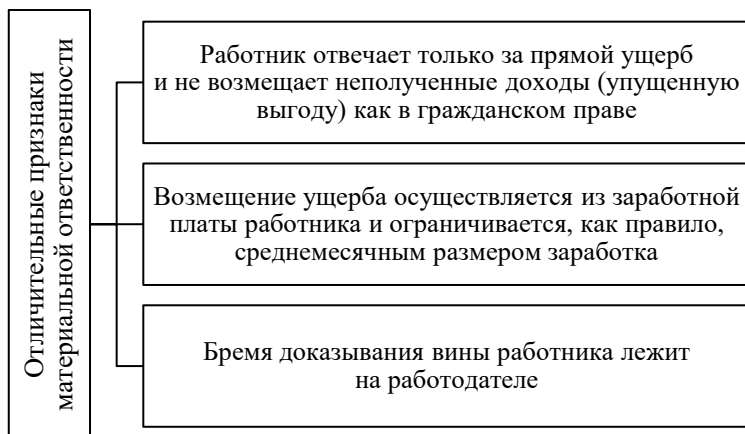 Отличительные признаки
материальной ответственности
Работник отвечает только за прямой ущерб
и не возмещает неполученные доходы (упущенную
выгоду) как в гражданском праве
Возмещение ущерба осуществляется из заработной
платы работника и ограничивается, как правило,
среднемесячным размером заработка
Бремя доказывания вины работника лежит
на работодателе